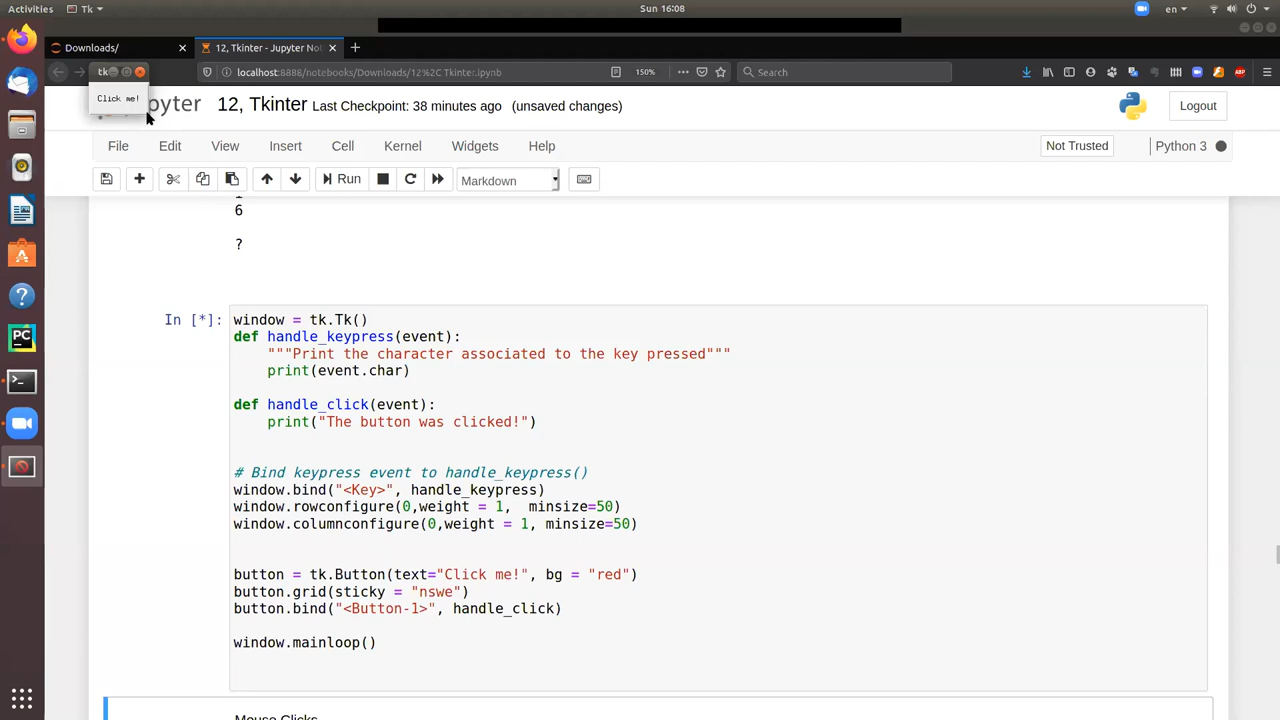 Activities Tk Sun 16:08 en
Downloads/ 12, Tkinter - Jupyter No
tk localhost:8888/notebooks/Downloads/12%2C Tkinter.ipynb 150% Search ABP
Click me! pyter 12, Tkinter Last Checkpoint: 38 minutes ago (unsaved changes) Logout
File Edit View Insert Cell Kernel Widgets Help Not Trusted Python 3
Run Markdown
6
?
In [*]: window = tk.Tk()
def handle_keypress(event):
"""Print the character associated to the key pressed"""
print(event.char)
def handle_click(event):
print("The button was clicked!")
# Bind keypress event to handle_keypress()
window.bind("<Key>", handle_keypress)
window.rowconfigure(0,weight = 1, minsize=50)
window.columnconfigure(0,weight = 1, minsize=50)
button = tk.Button(text="Click me!", bg = "red")
button.grid(sticky = "nswe")
button.bind("<Button-1>", handle_click)
window.mainloop()
Mouse Clicks